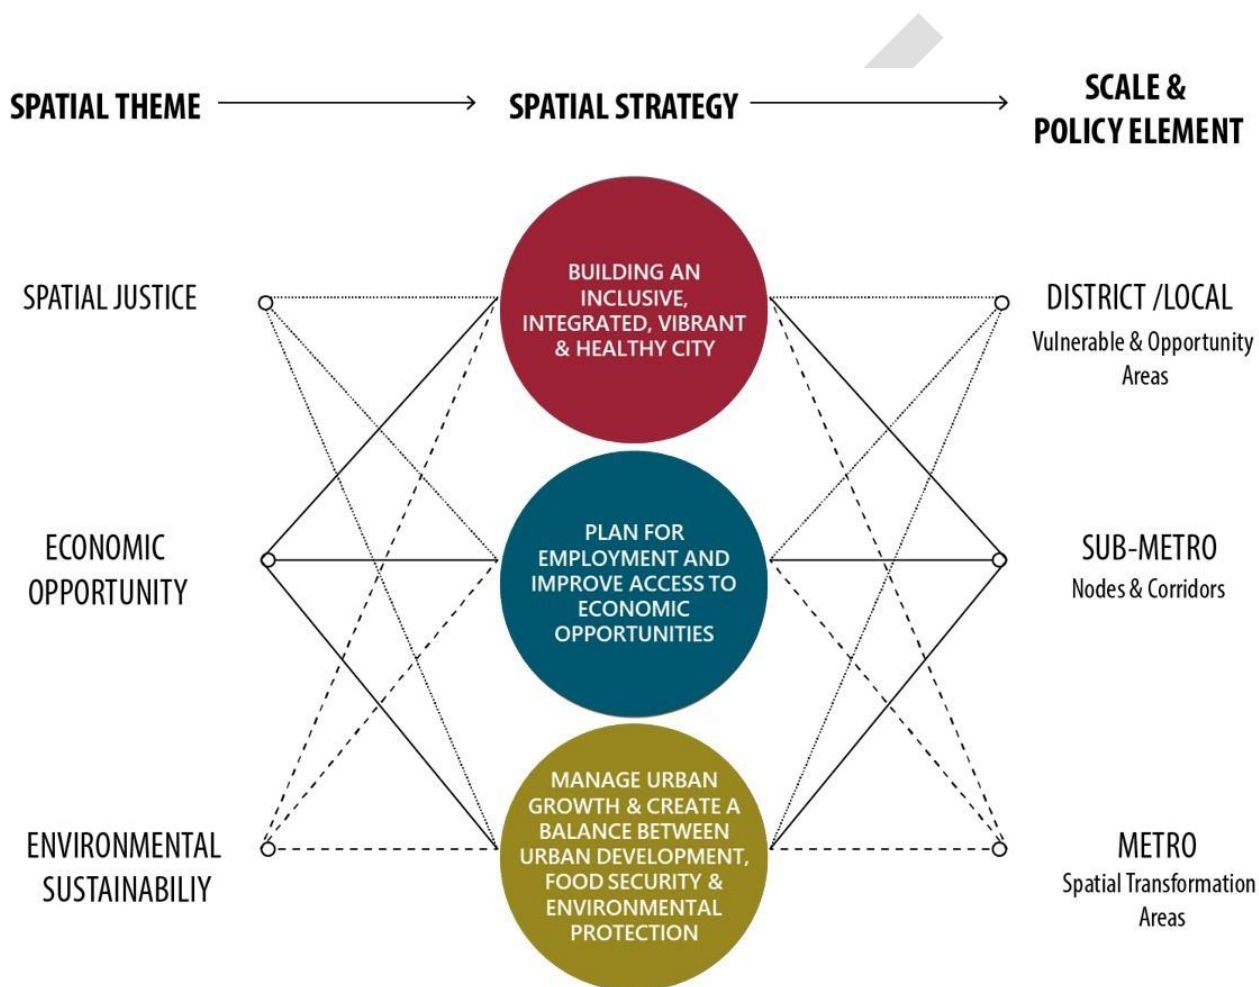 SPATIAL THEME
SPATIAL STRATEGY
SCALE &
POLICY ELEMENT
SPATIAL JUSTICE
ECONOMIC
OPPORTUNITY
ENVIRONMENTAL
SUSTAINABILIY
BUILDING AN
INCLUSIVE,
INTEGRATED, VIBRANT
& HEALTHY CITY
PLAN FOR
EMPLOYMENT AND
IMPROVE ACCESS TO
ECONOMIC
OPPORTUNITIES
MANAGE URBAN
GROWTH & CREATE A
BALANCE BETWEEN
URBAN DEVELOPMENT,
FOOD SECURITY &
ENVIRONMENTAL
PROTECTION
DISTRICT /LOCAL
Vulnerable & Opportunity
Areas
SUB-METRO
Nodes & Corridors
METRO
Spatial Transformation
Areas